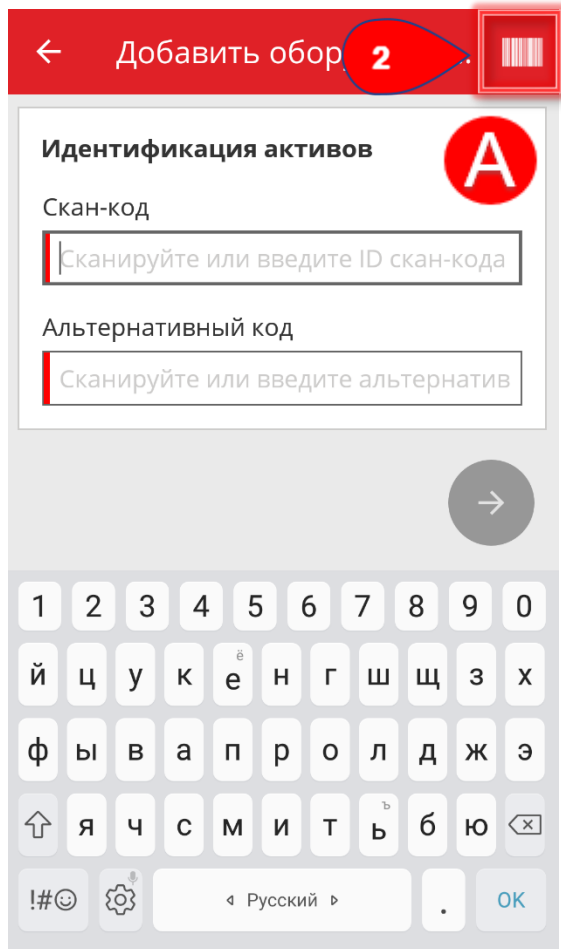 Добавить обор
2
Идентификация активов
A
Скан-код
Сканируйте или введите ID скан-кода
Альтернативный код
Сканируйте или введите альтернатив
1 2 3 4 5 6 7 8 9 0
й ц у к е ё н г ш щ з х
ф ы в а п р о л д ж э
я ч с м и т ь ъ б ю
!#☺ Русский . OK